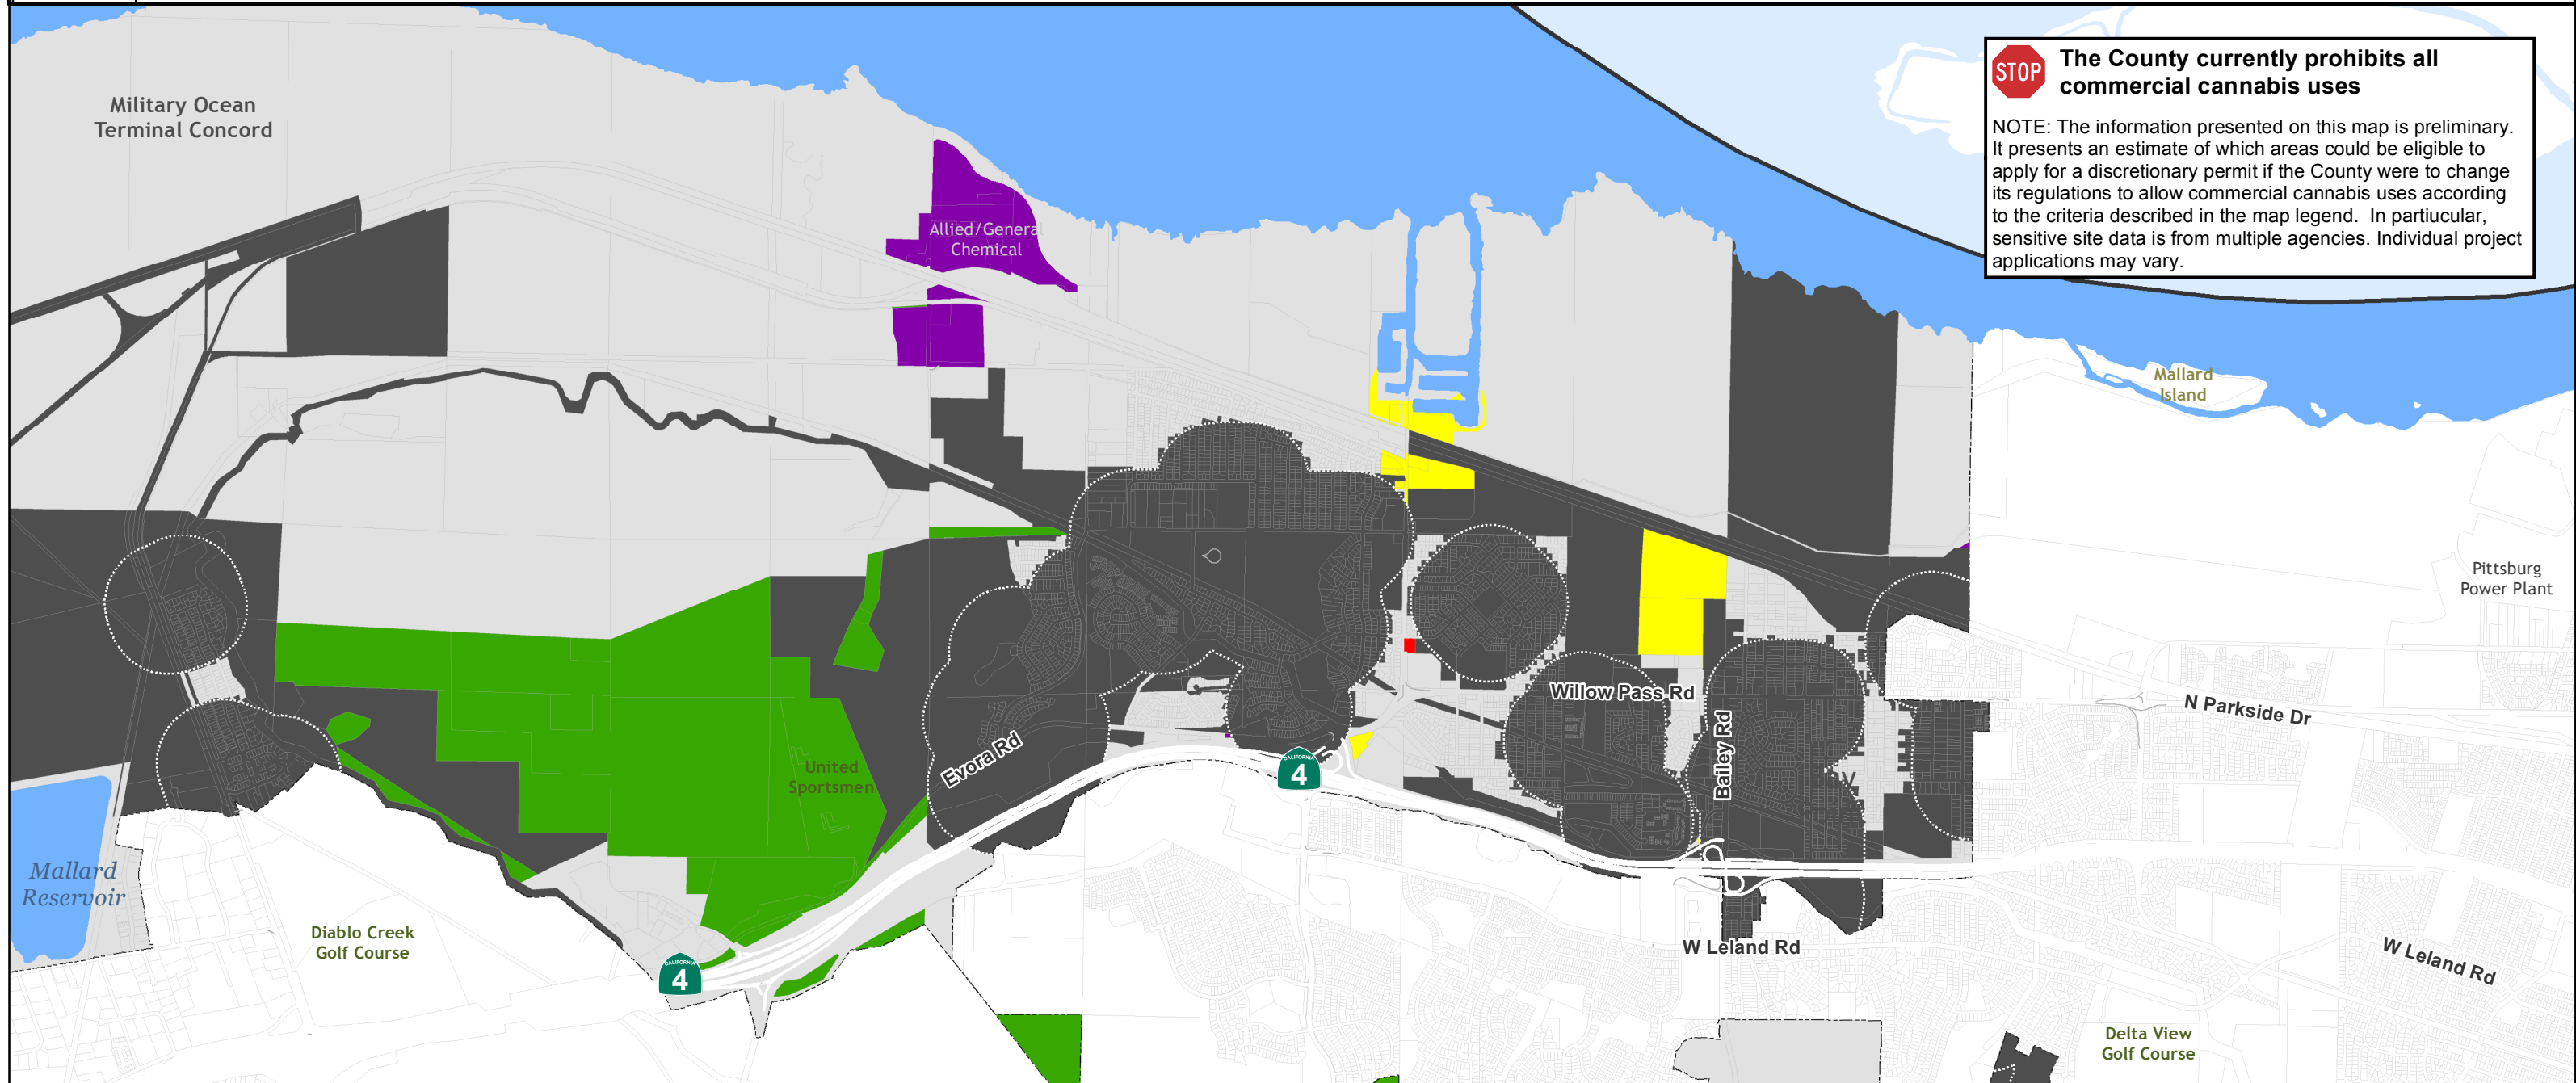 STOP
The County currently prohibits all
commercial cannabis uses
NOTE: The information presented on this map is preliminary.
It presents an estimate of which areas could be eligible to
apply for a discretionary permit if the County were to change
its regulations to allow commercial cannabis uses according
to the criteria described in the map legend. In partiucular,
sensitive site data is from multiple agencies. Individual project
applications may vary.
Military Ocean
Terminal Concord
Allied/General
Chemical
Mallard
Island
Pittsburg
Power Plant
Willow Pass Rd
N Parkside Dr
Evora Rd
Bailey Rd
United
Sportsmen
CALIFORNIA
4
V
Mallard
Reservoir
Diablo Creek
Golf Course
CALIFORNIA
4
W Leland Rd
W Leland Rd
Delta View
Golf Course